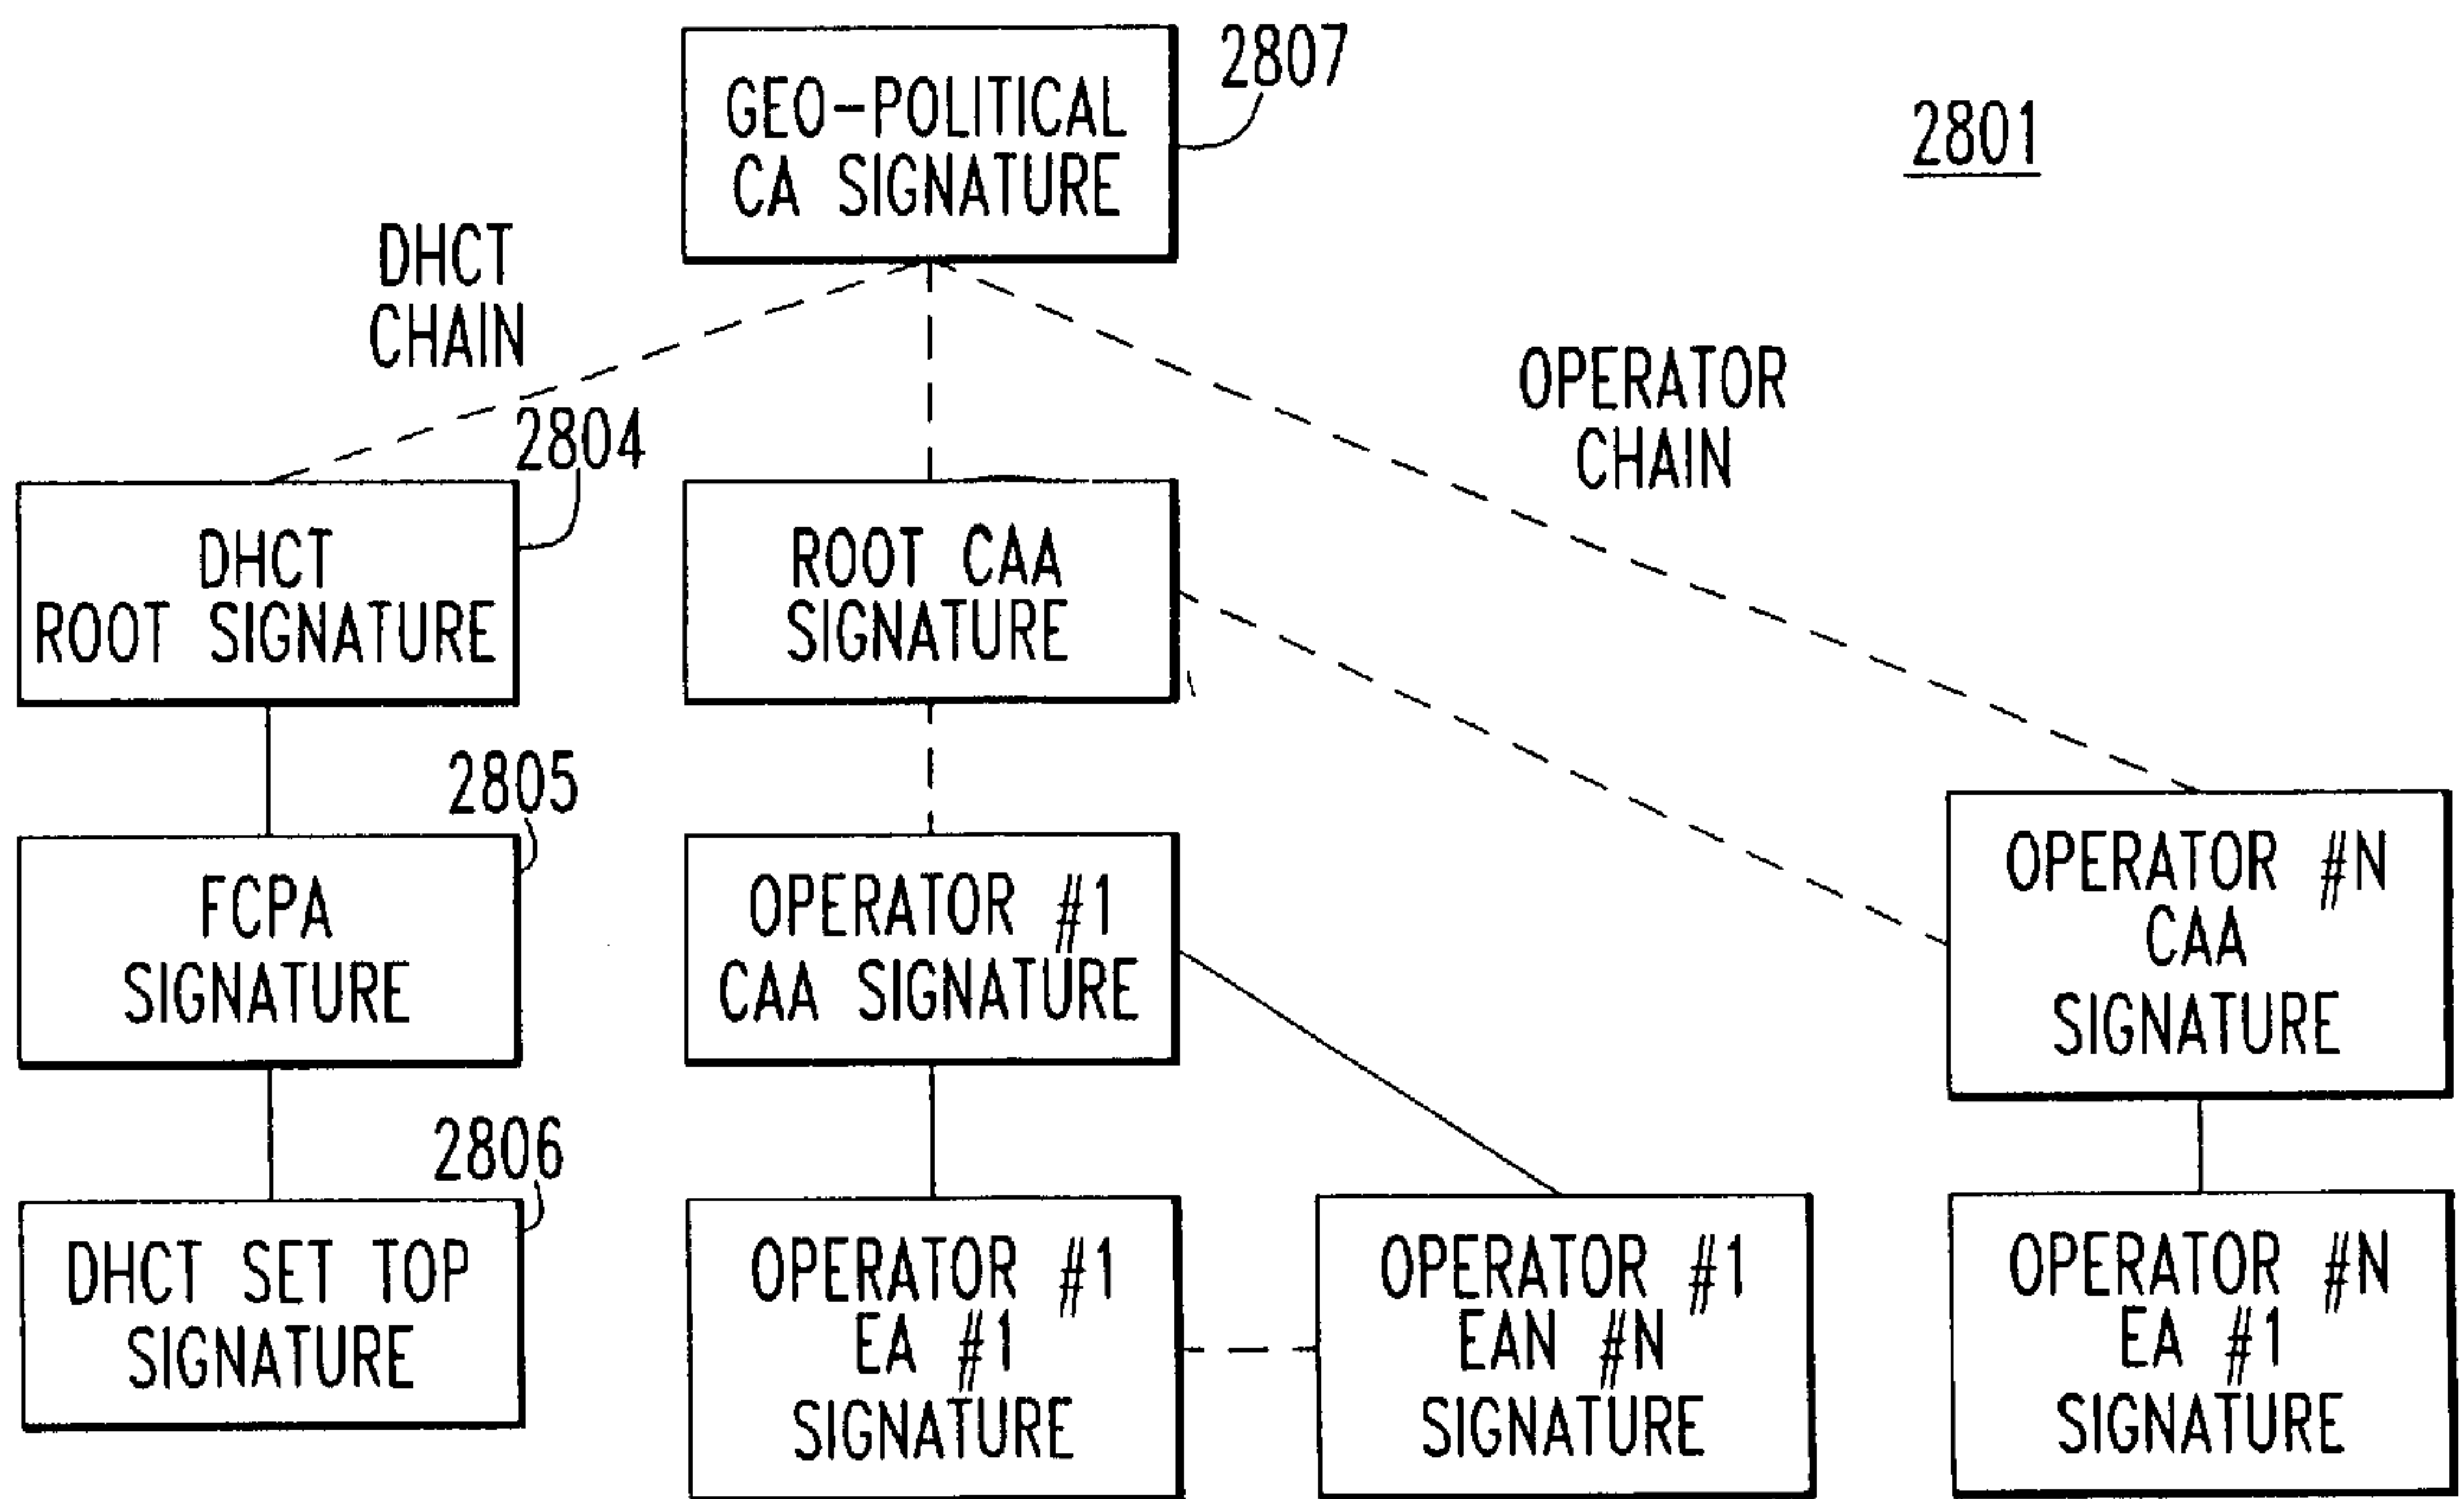 2807
GEO-POLITICAL
CA SIGNATURE
2801
DHCT
CHAIN
OPERATOR
CHAIN
2804
DHCT
ROOT SIGNATURE
ROOT CAA
SIGNATURE
2805
FCPA
SIGNATURE
OPERATOR #1
CAA SIGNATURE
OPERATOR #N
CAA
SIGNATURE
2806
DHCT SET TOP
SIGNATURE
OPERATOR #1
EA #1
SIGNATURE
OPERATOR #1
EAN #N
SIGNATURE
OPERATOR #N
EA #1
SIGNATURE